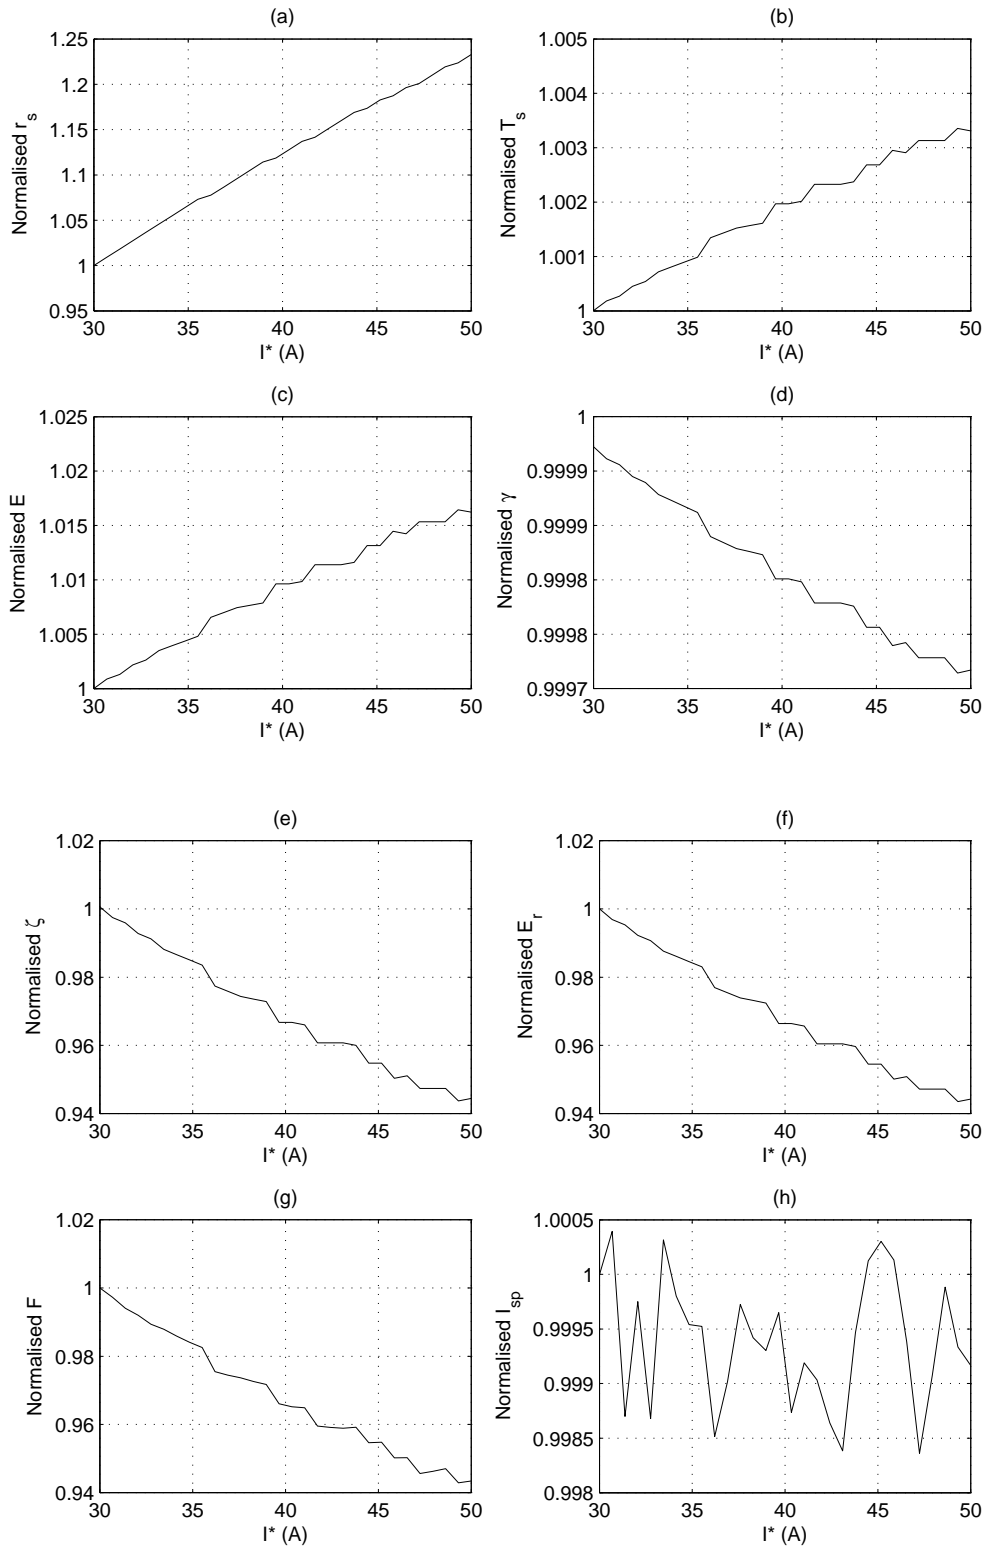 (a)
1.25
1.2
1.15
1.1
1.05
1
0.95
30 35 40 45 50
Normalised r_s
I* (A)
(b)
1.005
1.004
1.003
1.002
1.001
1
30 35 40 45 50
Normalised T_s
I* (A)
(c)
1.025
1.02
1.015
1.01
1.005
1
30 35 40 45 50
Normalised E
I* (A)
(d)
1
0.9999
0.9999
0.9998
0.9998
0.9997
30 35 40 45 50
Normalised γ
I* (A)
(e)
1.02
1
0.98
0.96
0.94
30 35 40 45 50
Normalised ζ
I* (A)
(f)
1.02
1
0.98
0.96
0.94
30 35 40 45 50
Normalised E_r
I* (A)
(g)
1.02
1
0.98
0.96
0.94
30 35 40 45 50
Normalised F
I* (A)
(h)
1.0005
1
0.9995
0.999
0.9985
0.998
30 35 40 45 50
Normalised I_sp
I* (A)